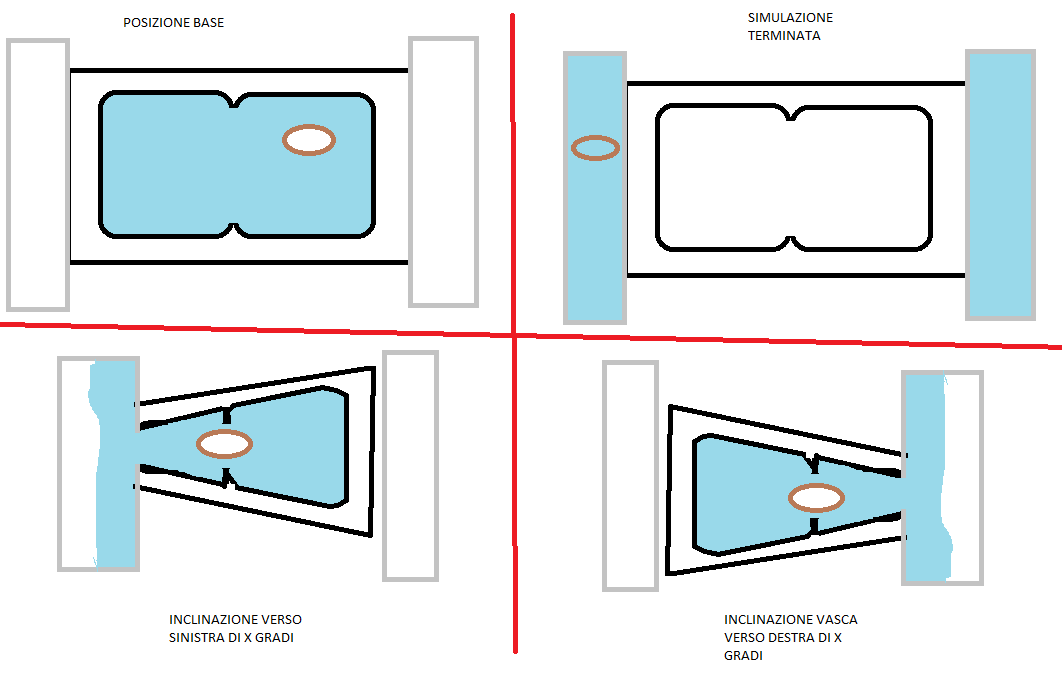 POSIZIONE BASE
SIMULAZIONE
TERMINATA
INCLINAZIONE VERSO
SINISTRA DI X GRADI
INCLINAZIONE VASCA
VERSO DESTRA DI X
GRADI